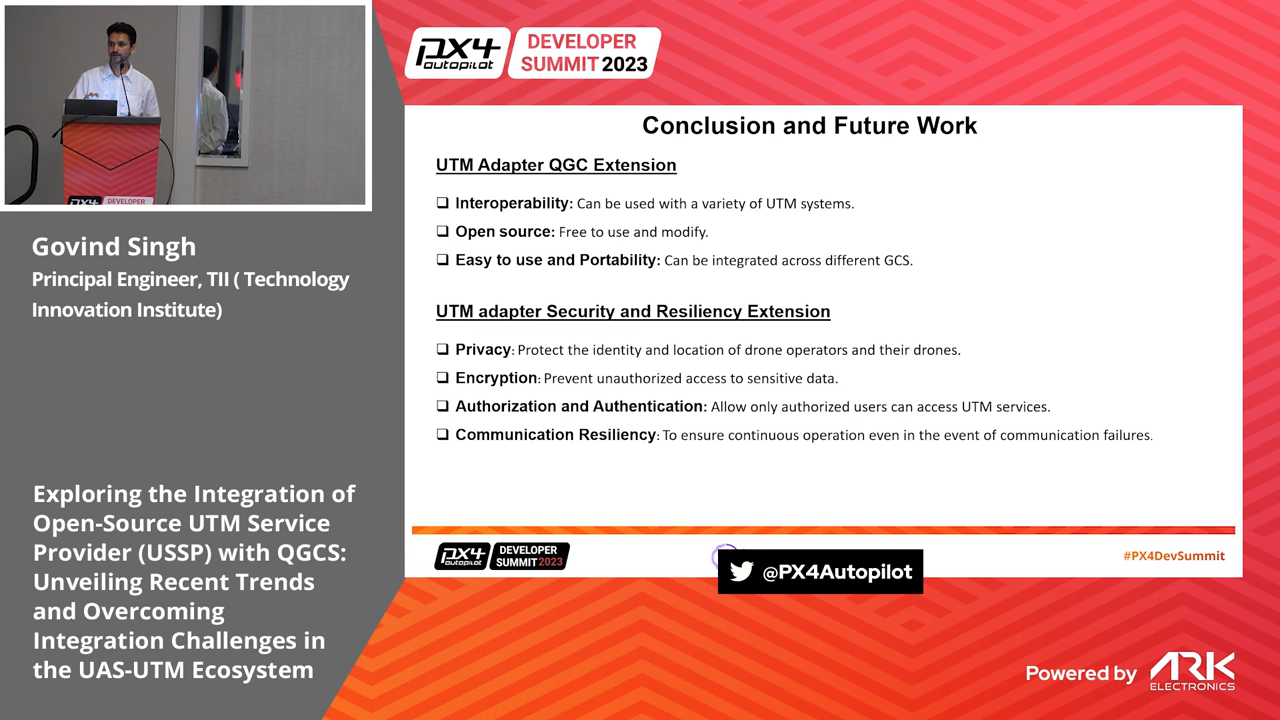 PX4
autopilot
DEVELOPER
SUMMIT 2023
PX4 DEVELOPER
Govind Singh
Principal Engineer, TII ( Technology
Innovation Institute)
Exploring the Integration of
Open-Source UTM Service
Provider (USSP) with QGCS:
Unveiling Recent Trends
and Overcoming
Integration Challenges in
the UAS-UTM Ecosystem
Conclusion and Future Work
UTM Adapter QGC Extension
❑ Interoperability: Can be used with a variety of UTM systems.
❑ Open source: Free to use and modify.
❑ Easy to use and Portability: Can be integrated across different GCS.
UTM adapter Security and Resiliency Extension
❑ Privacy: Protect the identity and location of drone operators and their drones.
❑ Encryption: Prevent unauthorized access to sensitive data.
❑ Authorization and Authentication: Allow only authorized users can access UTM services.
❑ Communication Resiliency: To ensure continuous operation even in the event of communication failures.
PX4
autopilot
DEVELOPER
SUMMIT 2023
@PX4Autopilot
#PX4DevSummit
Powered by ARK
ELECTRONICS